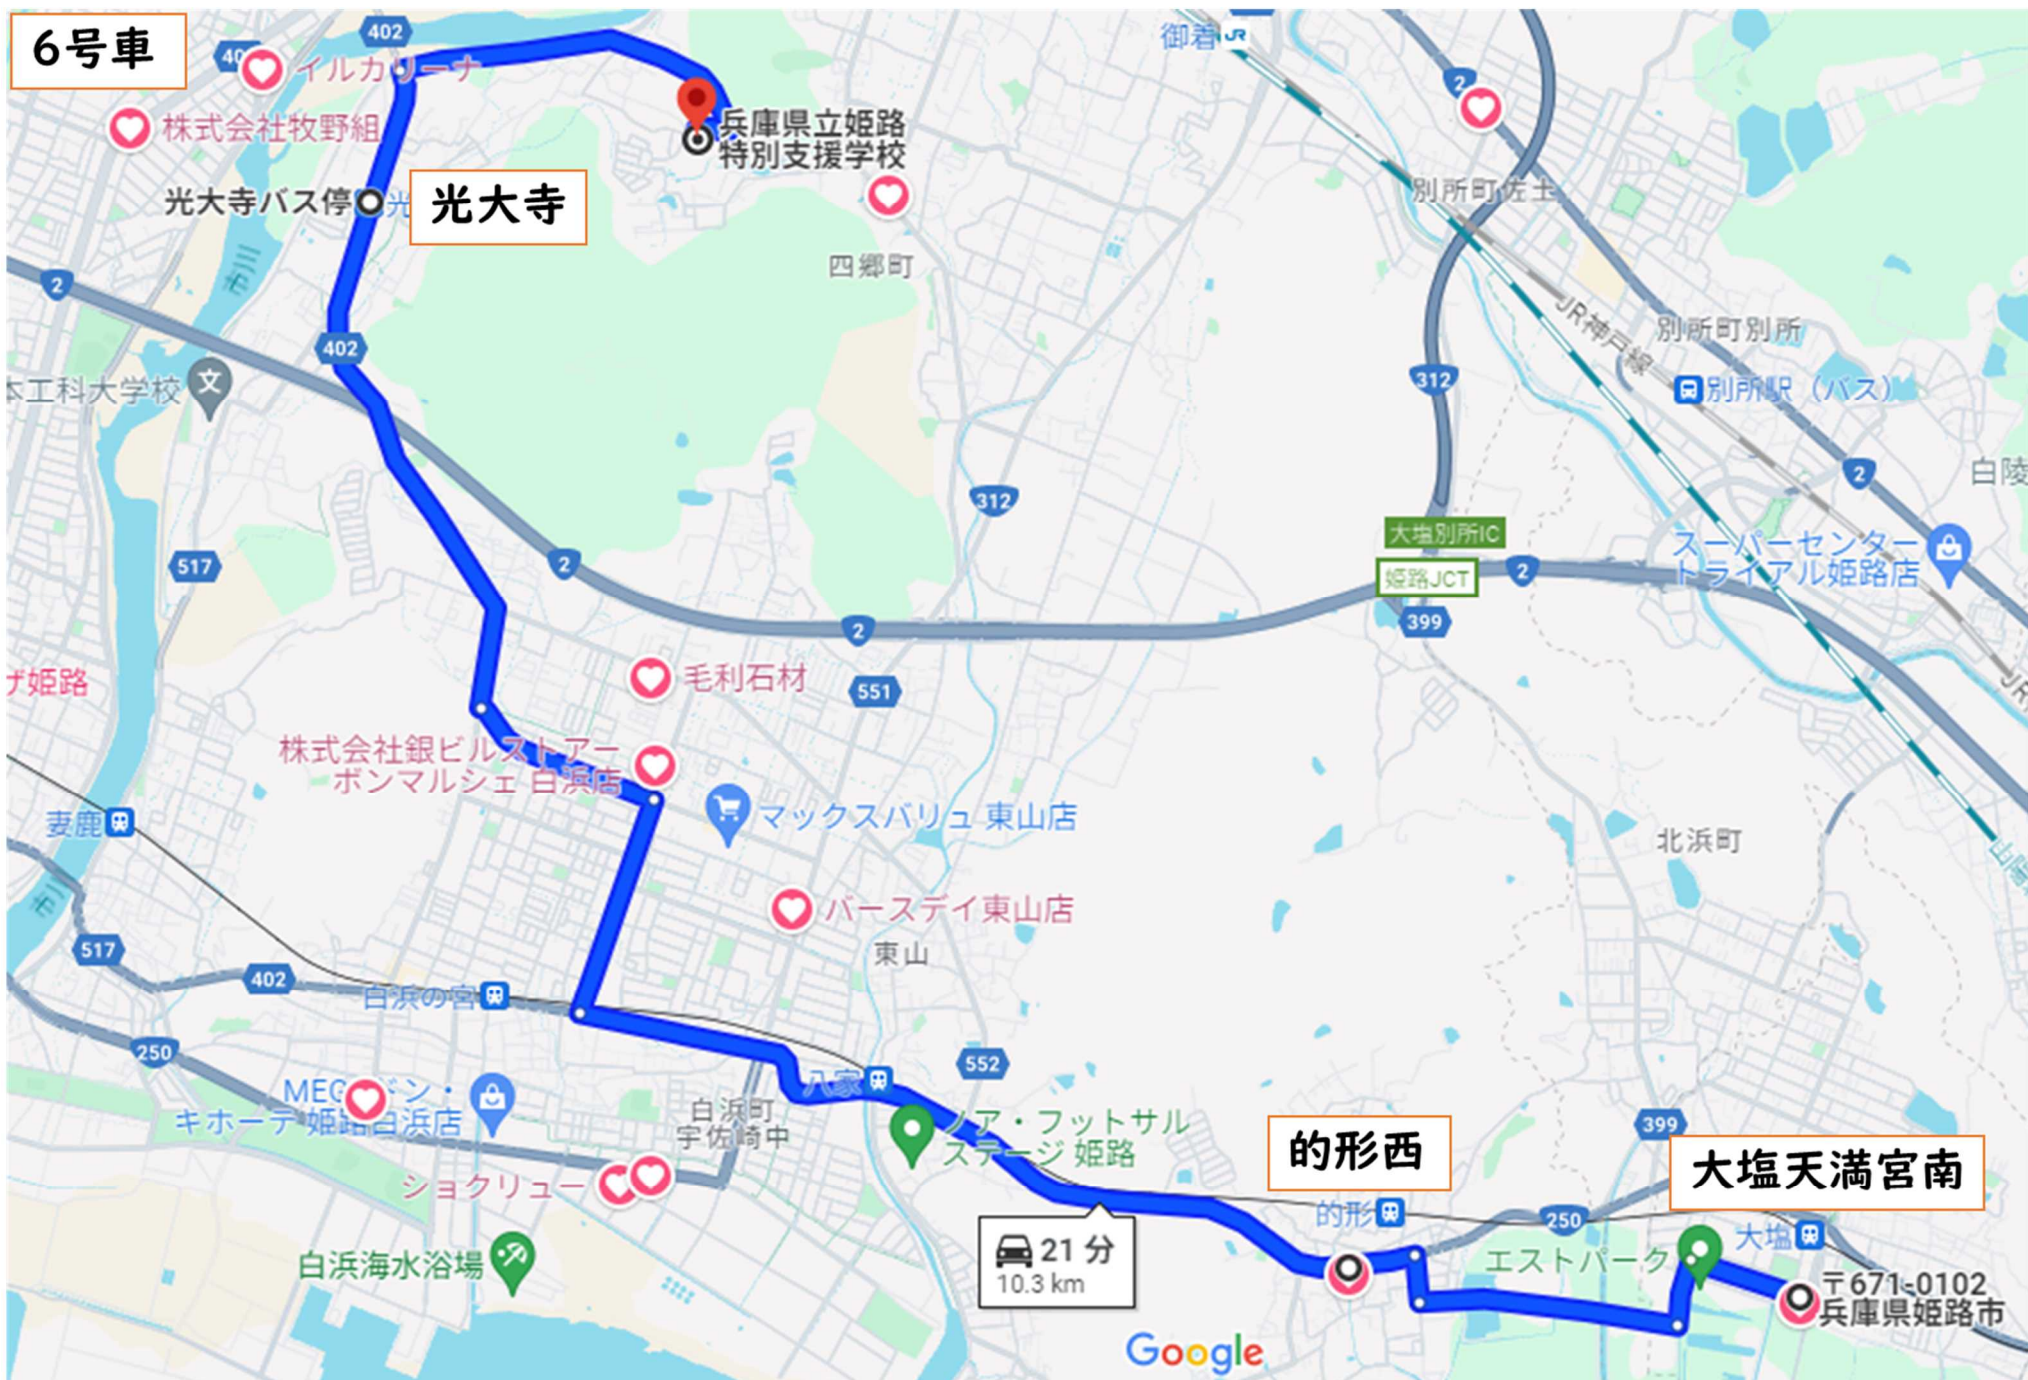 6号車
402
イルカリーナ
株式会社牧野組
兵庫県立姫路
特別支援学校
光大寺バス停
光大寺
御着
JR
2
別所町佐土
四郷町
市川
2
402
本工科大学校
文
JR神戸線
別所町別所
別所駅（バス）
312
2
白陵
312
大塩別所IC
姫路JCT
2
2
2
スーパーセンター
トライアル姫路店
517
399
ザ姫路
毛利石材
551
株式会社銀ビルストアー
ボンマルシェ 白浜店
マックスバリュ 東山店
妻鹿
北浜町
山陽
市川
バースデイ東山店
東山
517
402
白浜の宮
250
552
八家
MEGAドン・
キホーテ 姫路白浜店
白浜町
宇佐崎中
ノア・フットサル
ステージ 姫路
399
的形西
大塩天満宮南
ショクリュー
的形
250
大塩
21 分
10.3 km
エストパーク
白浜海水浴場
〒671-0102
兵庫県姫路市
Google